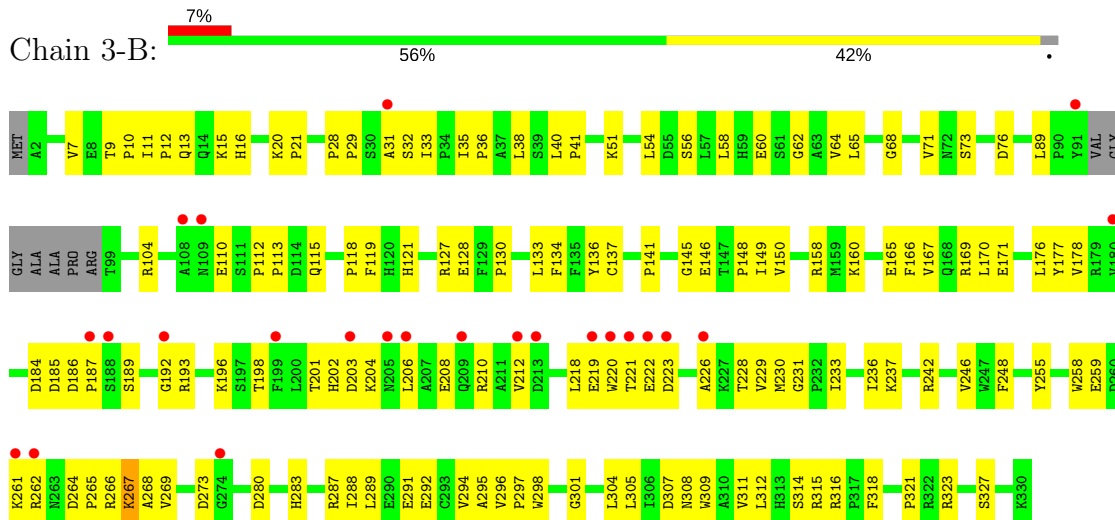 7%
Chain 3-B:
56% 42% •
MET A2 V7 E8 T9 P10 I11 P12 Q13 Q14 K15 H16 K20 P21 P28 P29 S30 A31 S32 I33 P34 I35 P36 A37 L38 S39 L40 P41 K51 L54 D55 S56 L57 L58 H59 E60 S61 G62 A63 V64 L65 G68 V71 N72 S73 D76 L89 P90 Y91 VAL GLY
GLY ALA ALA PRO ARG T99 R104 A108 N109 E110 S111 P112 P113 D114 Q115 P118 F119 H120 H121 R127 E128 F129 P130 L133 F134 F135 Y136 C137 P141 G145 E146 T147 P148 I149 V150 R158 M159 K160 E165 F166 V167 Q168 R169 L170 E171 L176 Y177 V178 R179
D184 D185 D186 P187 S188 S189 G192 R193 K196 S197 T198 F199 L200 T201 H202 D203 K204 N205 L206 A207 E208 Q209 R210 A211 V212 D213 L218 E219 W220 T221 E222 D223 A226 K227 T228 V229 M230 G231 P232 I233 I236 K237 R242 V246 W247 F248 Y255 W258 E259
K261 R262 N263 D264 P265 R266 K267 A268 V269 D273 G274 D280 H283 R287 I288 L289 E290 E291 E292 C293 V294 A295 V296 P297 W298 G301 L304 L305 I306 D307 N308 W309 A310 V311 L312 H313 S314 R315 R316 P317 F318 P321 R322 R323 S327 K330